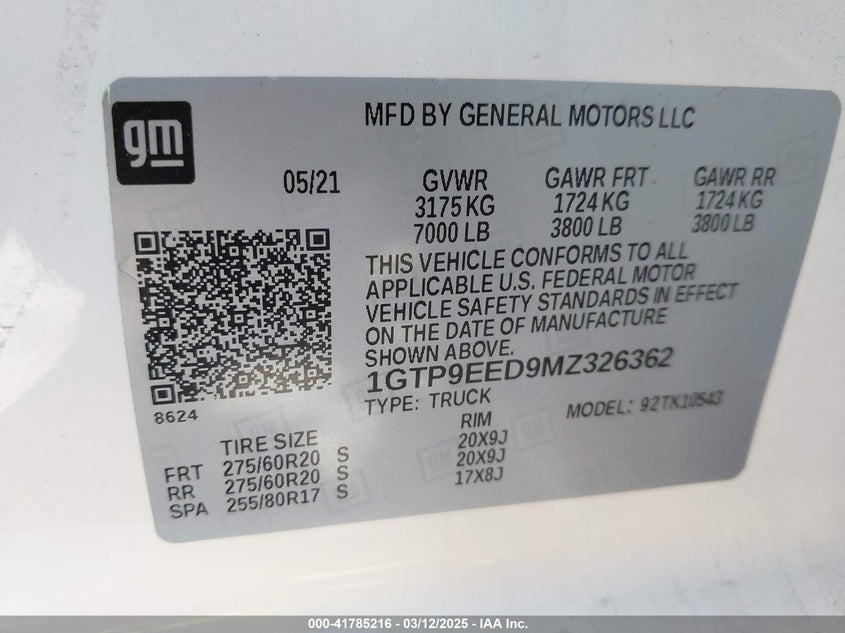 gm
MFD BY GENERAL MOTORS LLC
05/21
GVWR GAWR FRT GAWR RR
3175 KG 1724 KG 1724 KG
7000 LB 3800 LB 3800 LB
THIS VEHICLE CONFORMS TO ALL
APPLICABLE U.S. FEDERAL MOTOR
VEHICLE SAFETY STANDARDS IN EFFECT
ON THE DATE OF MANUFACTURE
SHOWN ABOVE.
1GTP9EED9MZ326362
8624
TYPE: TRUCK MODEL: 92TK10543
TIRE SIZE RIM
FRT 275/60R20 S 20X9J
RR 275/60R20 S 20X9J
SPA 255/80R17 S 17X8J
000-41785216 - 03/12/2025 - IAA Inc.